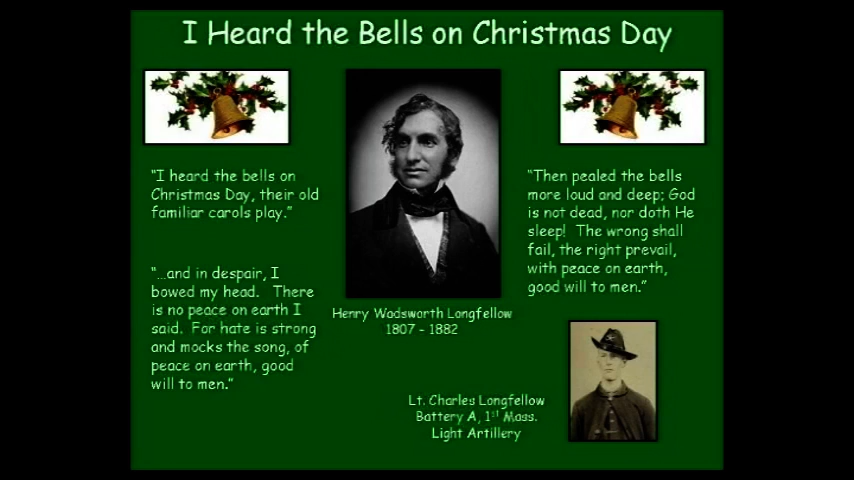 I Heard the Bells on Christmas Day
"I heard the bells on
Christmas Day, their old
familiar carols play."
"…and in despair, I
bowed my head.  There
is no peace on earth I
said.  For hate is strong
and mocks the song, of
peace on earth, good
will to men."
Henry Wadsworth Longfellow
1807 - 1882
"Then pealed the bells
more loud and deep; God
is not dead, nor doth He
sleep!  The wrong shall
fail, the right prevail,
with peace on earth,
good will to men."
Lt. Charles Longfellow
Battery A, 1st Mass.
Light Artillery